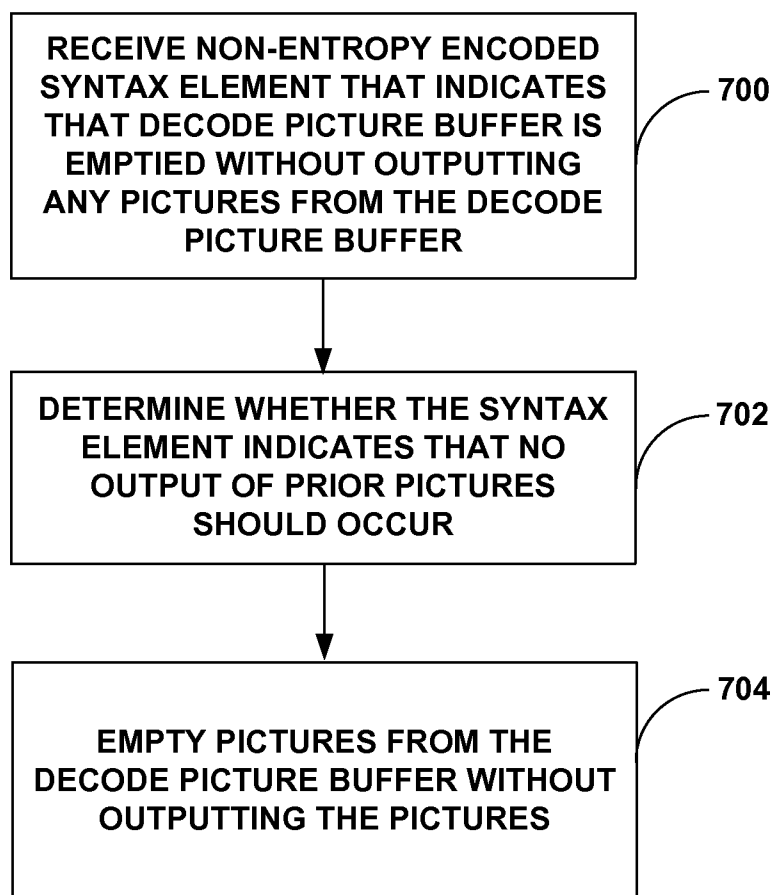 RECEIVE NON-ENTROPY ENCODED
SYNTAX ELEMENT THAT INDICATES
THAT DECODE PICTURE BUFFER IS
EMPTIED WITHOUT OUTPUTTING
ANY PICTURES FROM THE DECODE
PICTURE BUFFER
700
DETERMINE WHETHER THE SYNTAX
ELEMENT INDICATES THAT NO
OUTPUT OF PRIOR PICTURES
SHOULD OCCUR
702
EMPTY PICTURES FROM THE
DECODE PICTURE BUFFER WITHOUT
OUTPUTTING THE PICTURES
704